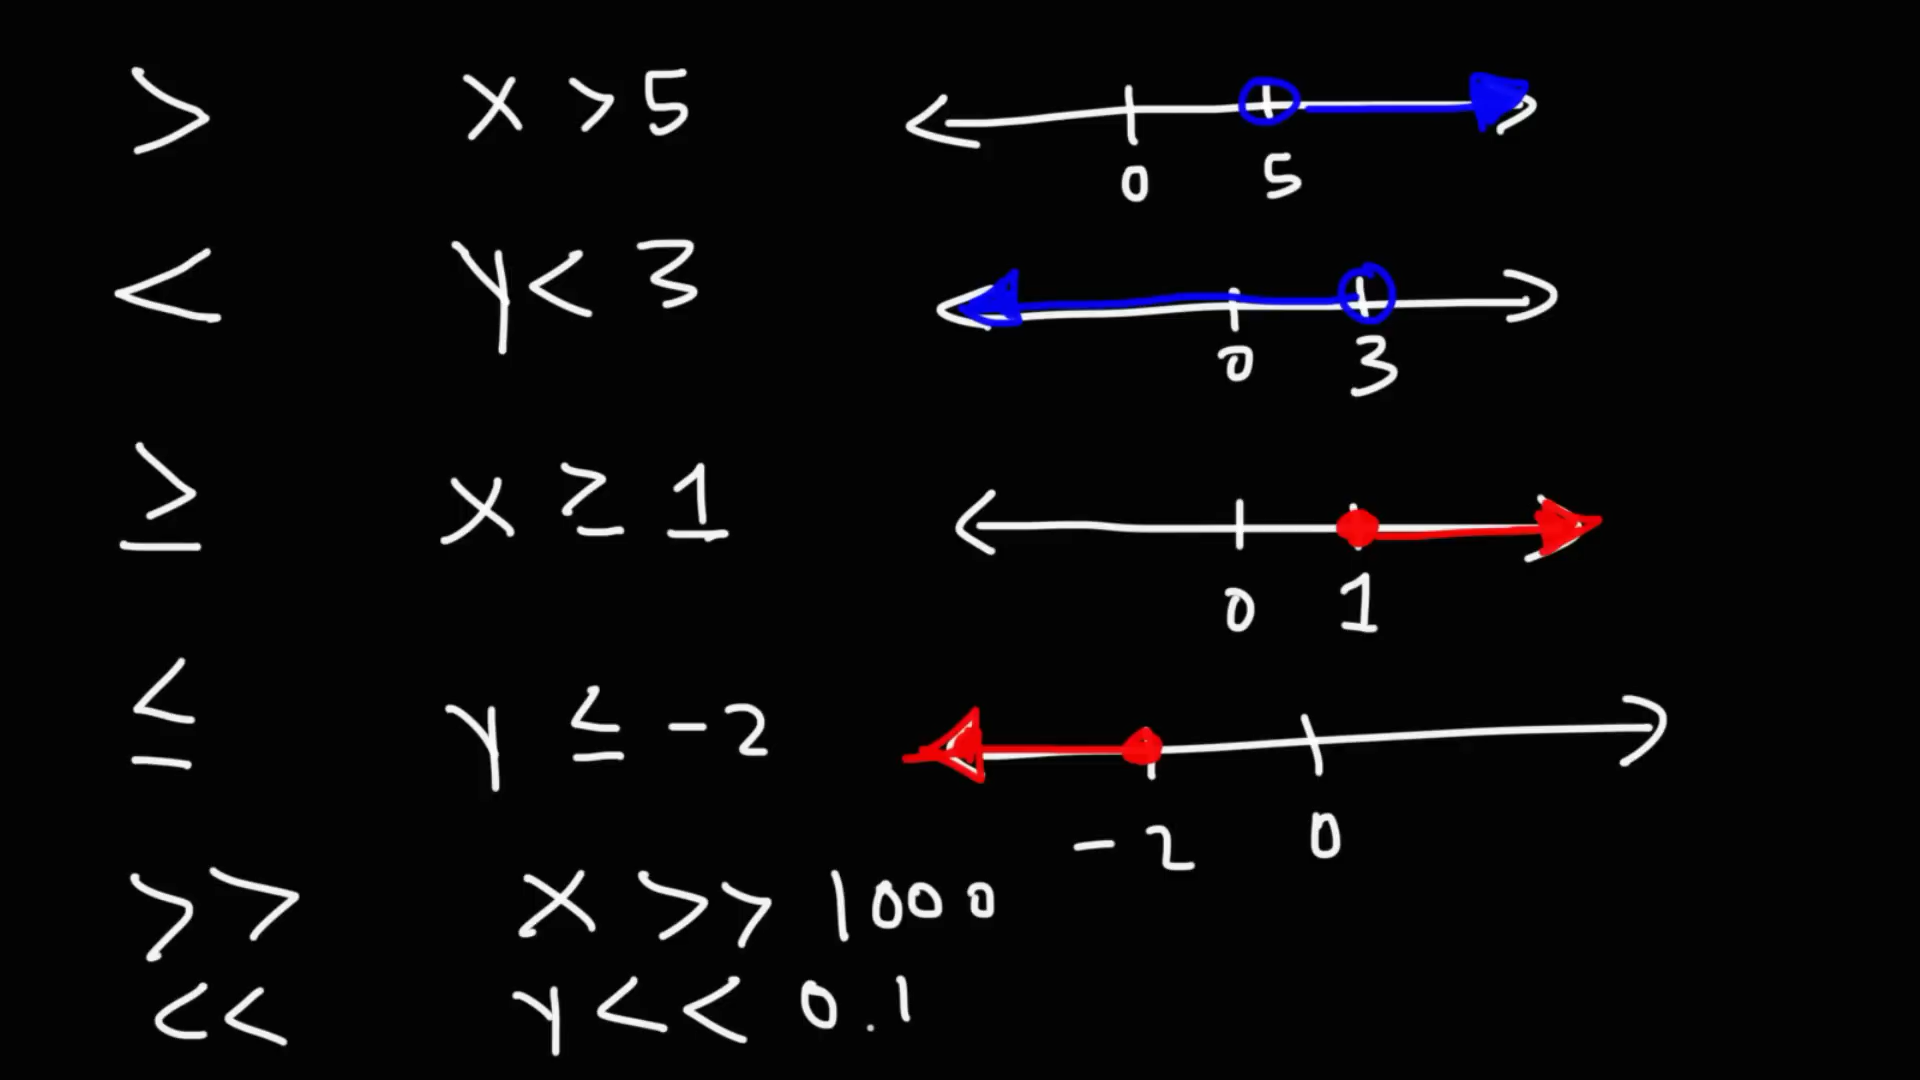 > x > 5
0 5
< y < 3
0 3
≥ x ≥ 1
0 1
≤ y ≤ -2
-2 0
>> x >> 1000
<< y << 0.1